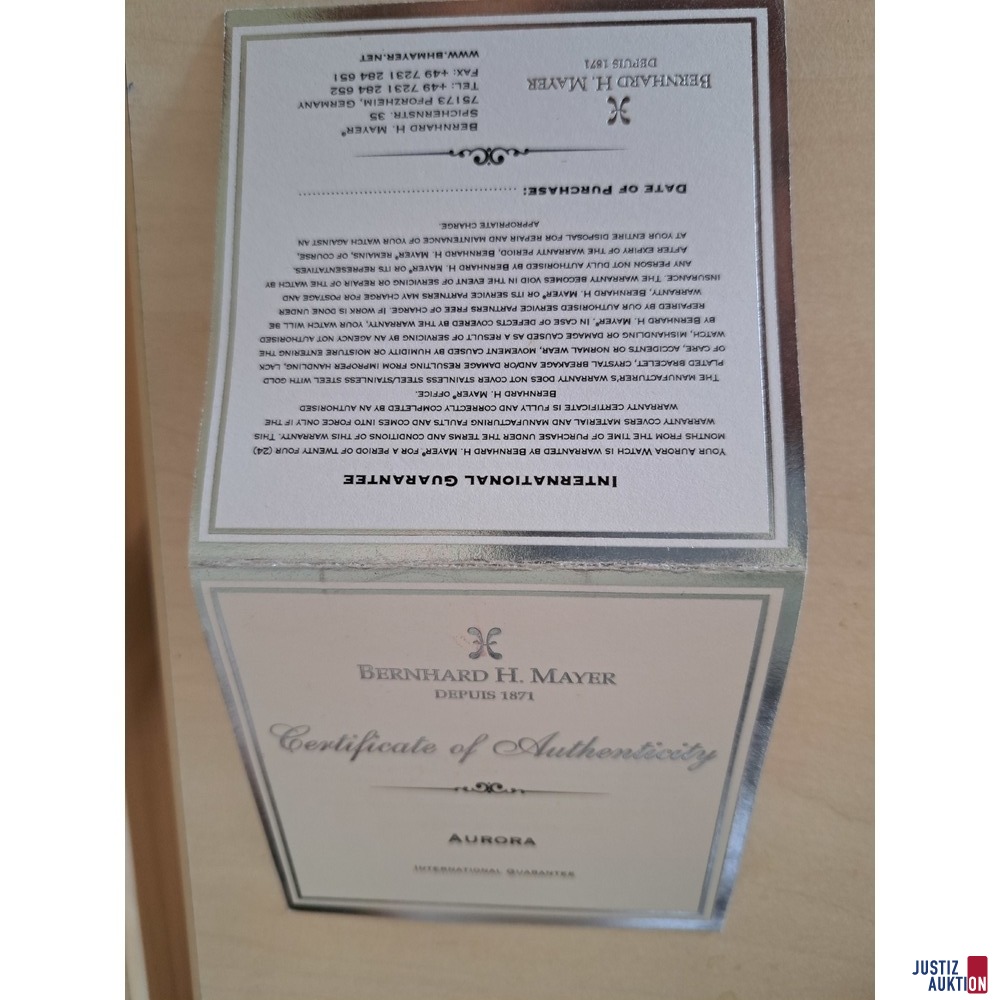 BERNHARD H. MAYER
DEPUIS 1871
Certificate of Authenticity
AURORA
INTERNATIONAL GUARANTEE
INTERNATIONAL GUARANTEE
YOUR AURORA WATCH IS WARRANTED BY BERNHARD H. MAYER® FOR A PERIOD OF TWENTY FOUR (24)
MONTHS FROM THE TIME OF PURCHASE UNDER THE TERMS AND CONDITIONS OF THIS WARRANTY. THIS
WARRANTY COVERS MATERIAL AND MANUFACTURING FAULTS AND COMES INTO FORCE ONLY IF THE
WARRANTY CERTIFICATE IS FULLY AND CORRECTLY COMPLETED BY AN AUTHORISED
BERNHARD H. MAYER® OFFICE.
THE MANUFACTURER'S WARRANTY DOES NOT COVER STAINLESS STEEL/STAINLESS STEEL WITH GOLD
PLATED BRACELET, CRYSTAL BREAKAGE AND/OR DAMAGE RESULTING FROM IMPROPER HANDLING, LACK
OF CARE, ACCIDENTS OR NORMAL WEAR, MOVEMENT CAUSED BY HUMIDITY OR MOISTURE ENTERING THE
WATCH, MISHANDLING OR DAMAGE CAUSED AS A RESULT OF SERVICING BY AN AGENCY NOT AUTHORISED
BY BERNHARD H. MAYER®. IN CASE OF DEFECTS COVERED BY THE WARRANTY, YOUR WATCH WILL BE
REPAIRED BY OUR AUTHORISED SERVICE PARTNERS FREE OF CHARGE. IF WORK IS DONE UNDER
WARRANTY, BERNHARD H. MAYER® OR ITS SERVICE PARTNERS MAY CHARGE FOR POSTAGE AND
INSURANCE. THE WARRANTY BECOMES VOID IN THE EVENT OF SERVICING OR REPAIR OF THE WATCH BY
ANY PERSON NOT DULY AUTHORISED BY BERNHARD H. MAYER® OR ITS REPRESENTATIVES.
AFTER EXPIRY OF THE WARRANTY PERIOD, BERNHARD H. MAYER® REMAINS, OF COURSE,
AT YOUR ENTIRE DISPOSAL FOR REPAIR AND MAINTENANCE OF YOUR WATCH AGAINST AN
APPROPRIATE CHARGE.
DATE OF PURCHASE: ............................................
BERNHARD H. MAYER
DEPUIS 1871
BERNHARD H. MAYER®
SPICHERNSTR. 35
75173 PFORZHEIM, GERMANY
TEL: +49 7231 284 652
FAX: +49 7231 284 651
WWW.BHMAYER.NET
JUSTIZ
AUKTION